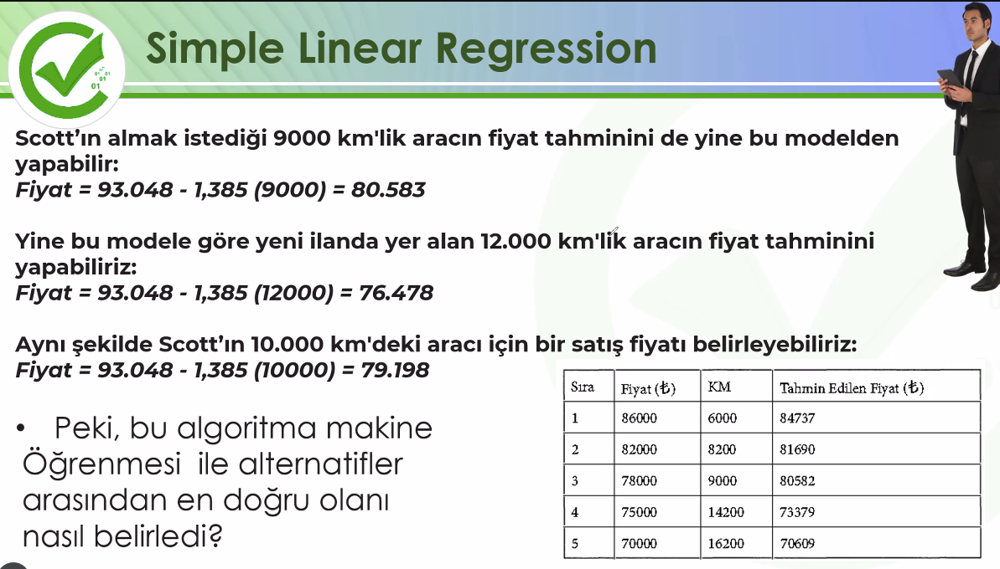 Simple Linear Regression
01 01
01
01
Scott’ın almak istediği 9000 km'lik aracın fiyat tahminini de yine bu modelden
yapabilir:
Fiyat = 93.048 - 1,385 (9000) = 80.583
Yine bu modele göre yeni ilanda yer alan 12.000 km'lik aracın fiyat tahminini
yapabiliriz:
Fiyat = 93.048 - 1,385 (12000) = 76.478
Aynı şekilde Scott’ın 10.000 km'deki aracı için bir satış fiyatı belirleyebiliriz:
Fiyat = 93.048 - 1,385 (10000) = 79.198
• Peki, bu algoritma makine
Öğrenmesi ile alternatifler
arasından en doğru olanı
nasıl belirledi?
Sıra Fiyat (₺) KM Tahmin Edilen Fiyat (₺)
1 86000 6000 84737
2 82000 8200 81690
3 78000 9000 80582
4 75000 14200 73379
5 70000 16200 70609